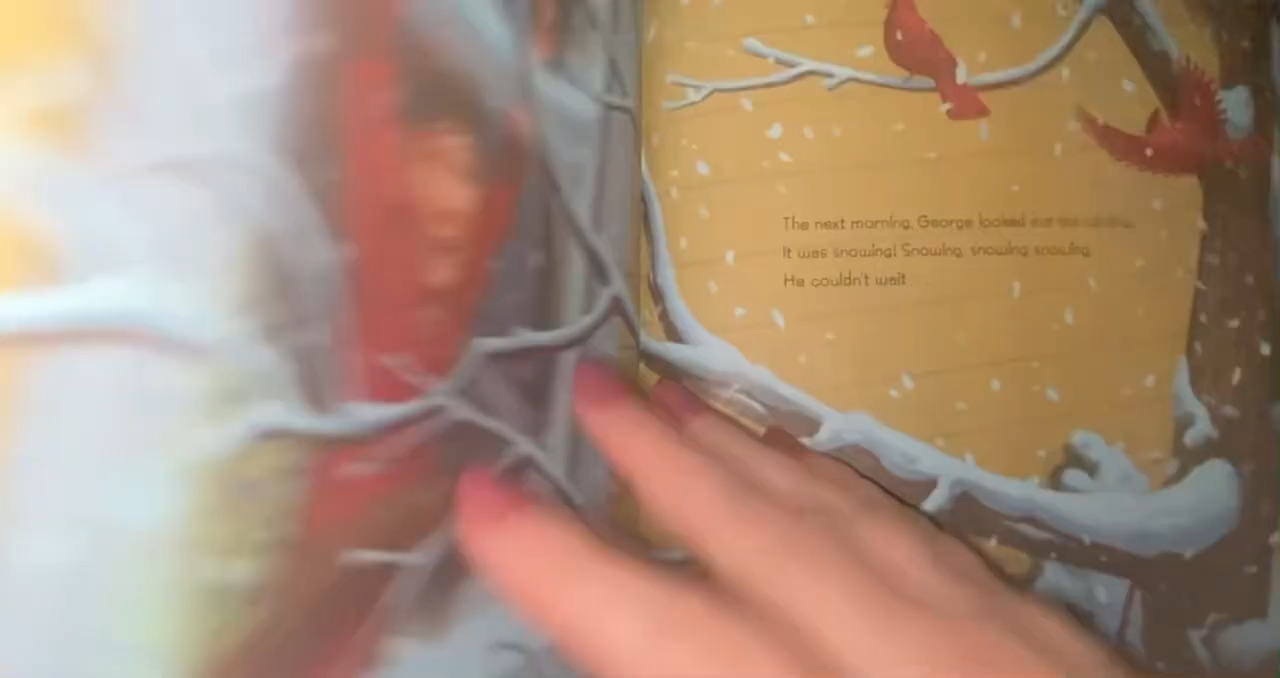 The next morning, George looked
It was snowing! Snowing, snowing, snowing.
He couldn't wait